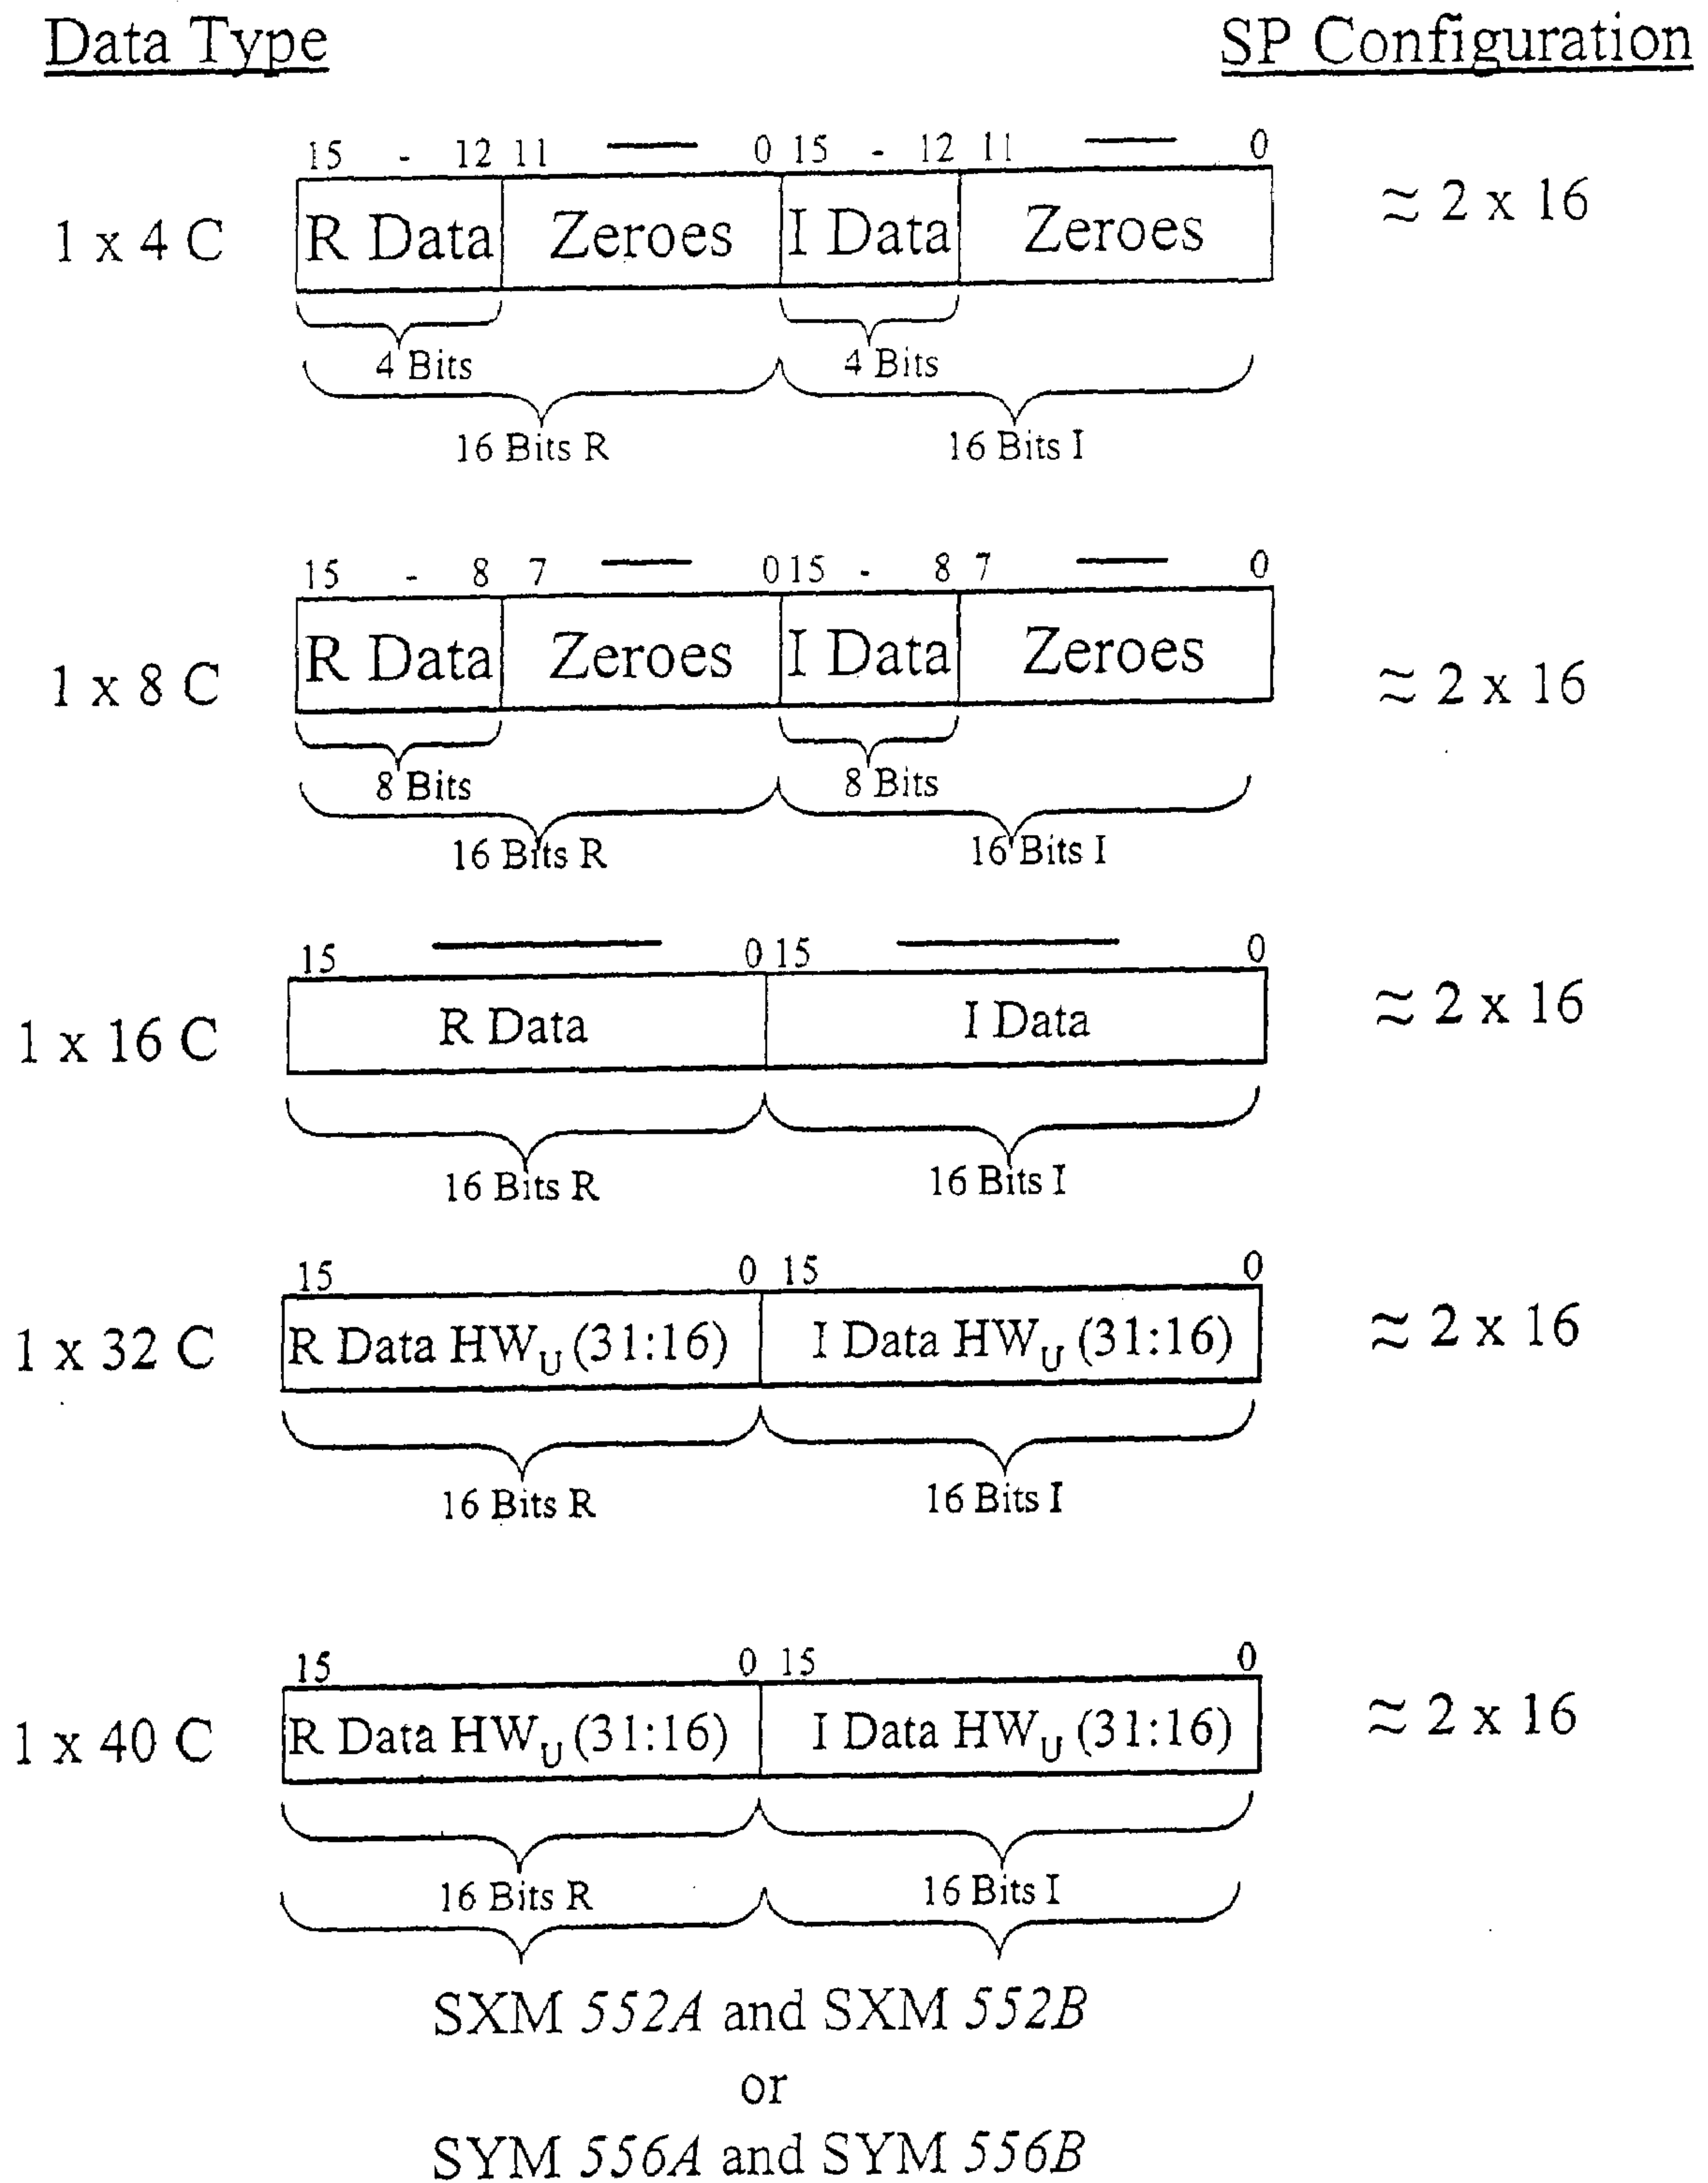 Data Type SP Configuration
15 - 12 11 — 0 15 - 12 11 — 0
1 x 4 C R Data Zeroes I Data Zeroes ≈ 2 x 16
4 Bits 4 Bits
16 Bits R 16 Bits I
15 - 8 7 — 0 15 - 8 7 — 0
1 x 8 C R Data Zeroes I Data Zeroes ≈ 2 x 16
8 Bits 8 Bits
16 Bits R 16 Bits I
15 — 0 15 — 0
1 x 16 C R Data I Data ≈ 2 x 16
16 Bits R 16 Bits I
15 0 15 0
1 x 32 C R Data HWU (31:16) I Data HWU (31:16) ≈ 2 x 16
16 Bits R 16 Bits I
15 0 15 0
1 x 40 C R Data HWU (31:16) I Data HWU (31:16) ≈ 2 x 16
16 Bits R 16 Bits I
SXM 552A and SXM 552B
or
SYM 556A and SYM 556B